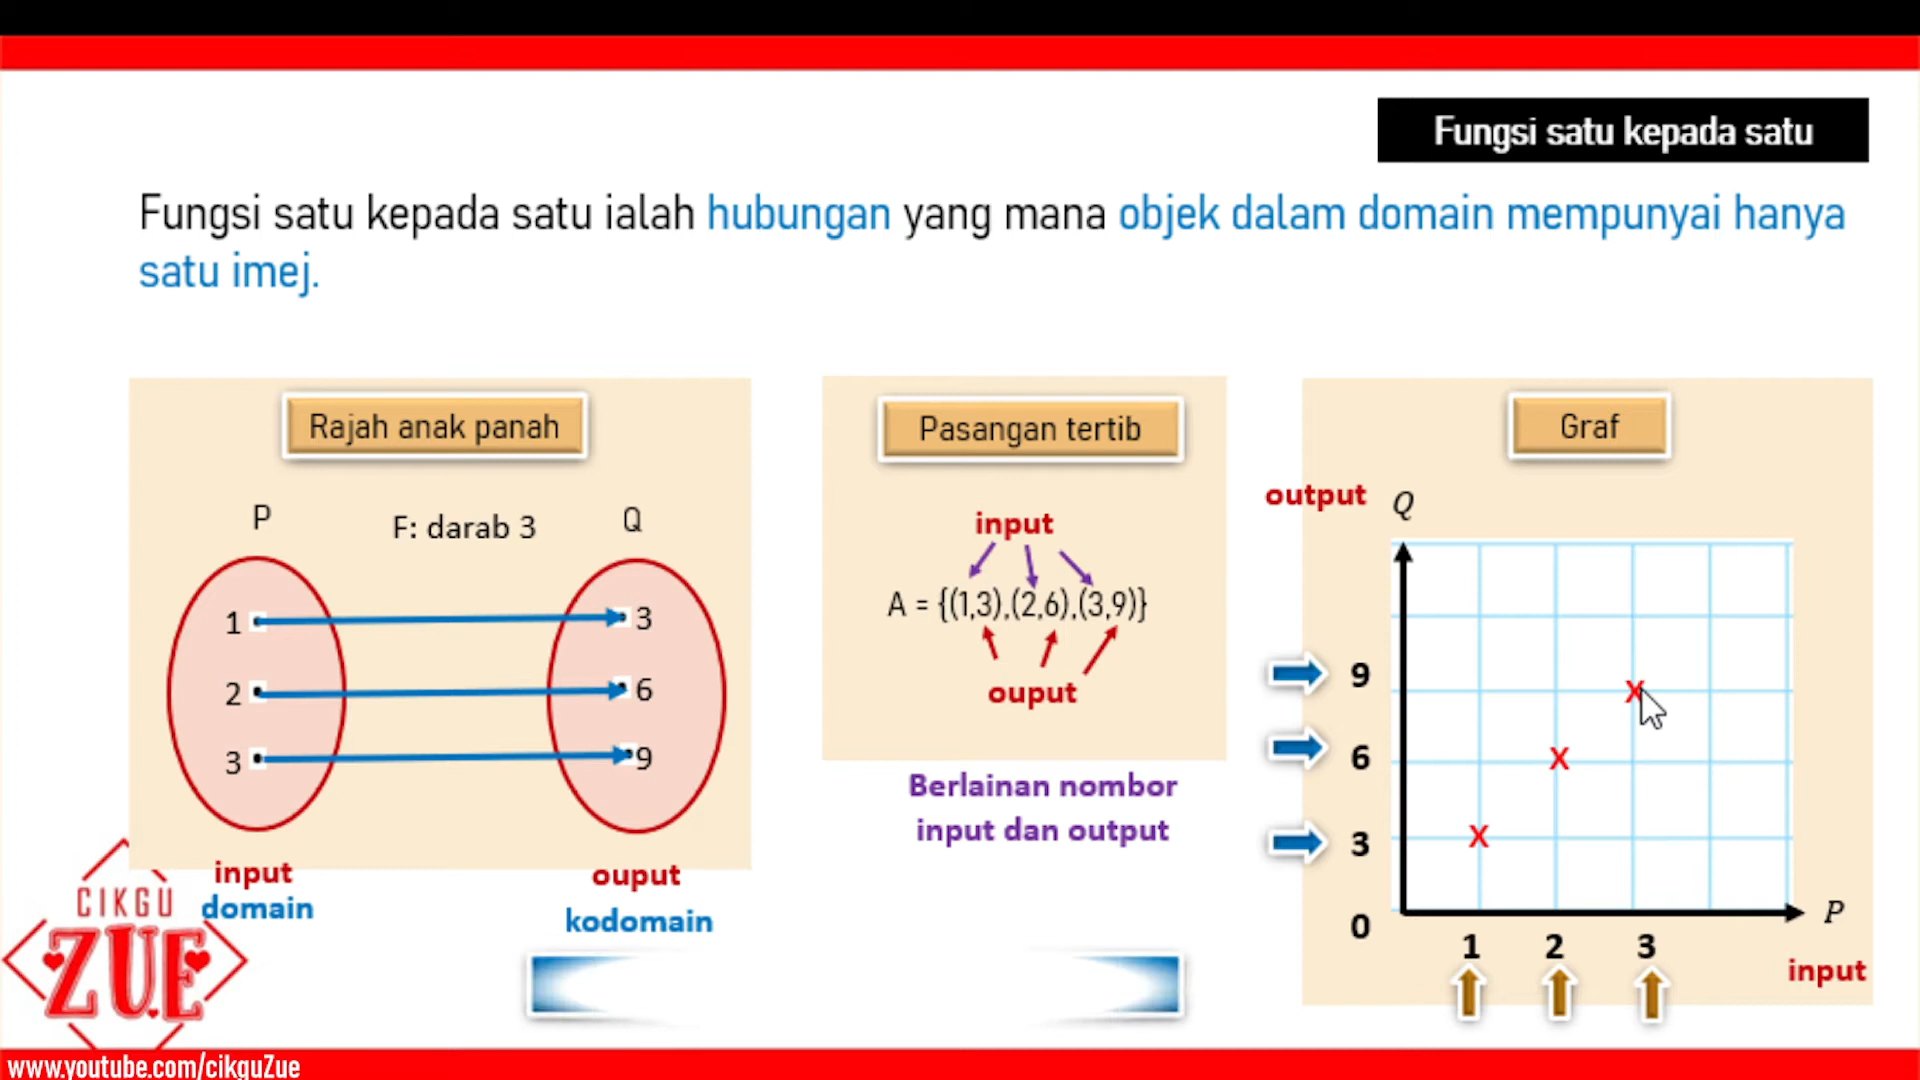 Fungsi satu kepada satu
Fungsi satu kepada satu ialah hubungan yang mana objek dalam domain mempunyai hanya
satu imej.
Rajah anak panah
P
F: darab 3
Q
1
3
2
6
3
9
input
domain
ouput
kodomain
Pasangan tertib
input
A = {(1,3),(2,6),(3,9)}
ouput
Berlainan nombor
input dan output
Graf
output
Q
9
X
6
X
3
X
0
P
1 2 3
input
CIKGU
ZUE
www.youtube.com/cikguZue